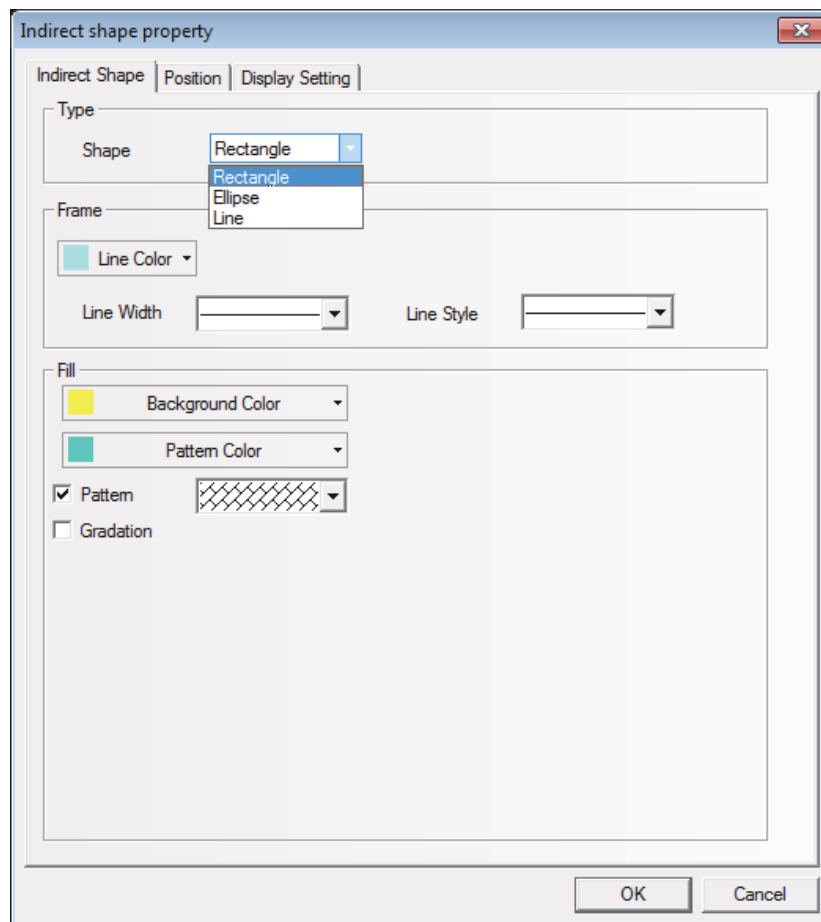 Indirect shape property
Indirect Shape Position Display Setting
Type
Shape Rectangle
Rectangle
Ellipse
Line
Frame
Line Color
Line Width Line Style
Fill
Background Color
Pattern Color
Pattern
Gradation
OK Cancel